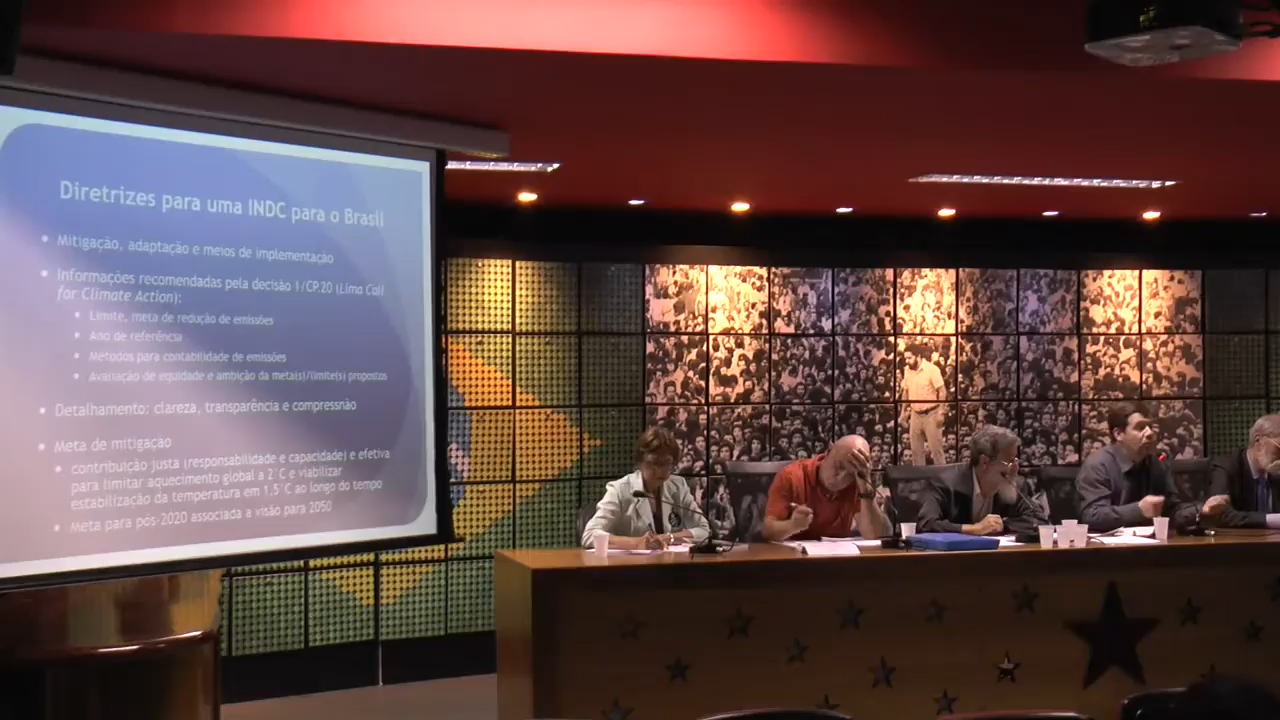 Diretrizes para uma INDC para o Brasil
Mitigação, adaptação e meios de implementação
Informações recomendadas pela decisão 1/CP.20 (Lima Call
for Climate Action):
Limite, meta de redução de emissões
Ano de referência
Métodos para contabilidade de emissões
Avaliação de equidade e ambição da meta(s)/limite(s) propostos
Detalhamento: clareza, transparência e compressnão
Meta de mitigação
contribuição justa (responsabilidade e capacidade) e efetiva
para limitar aquecimento global a 2°C e viabilizar
estabilização da temperatura em 1,5°C ao longo do tempo
Meta para pós-2020 associada a visão para 2050